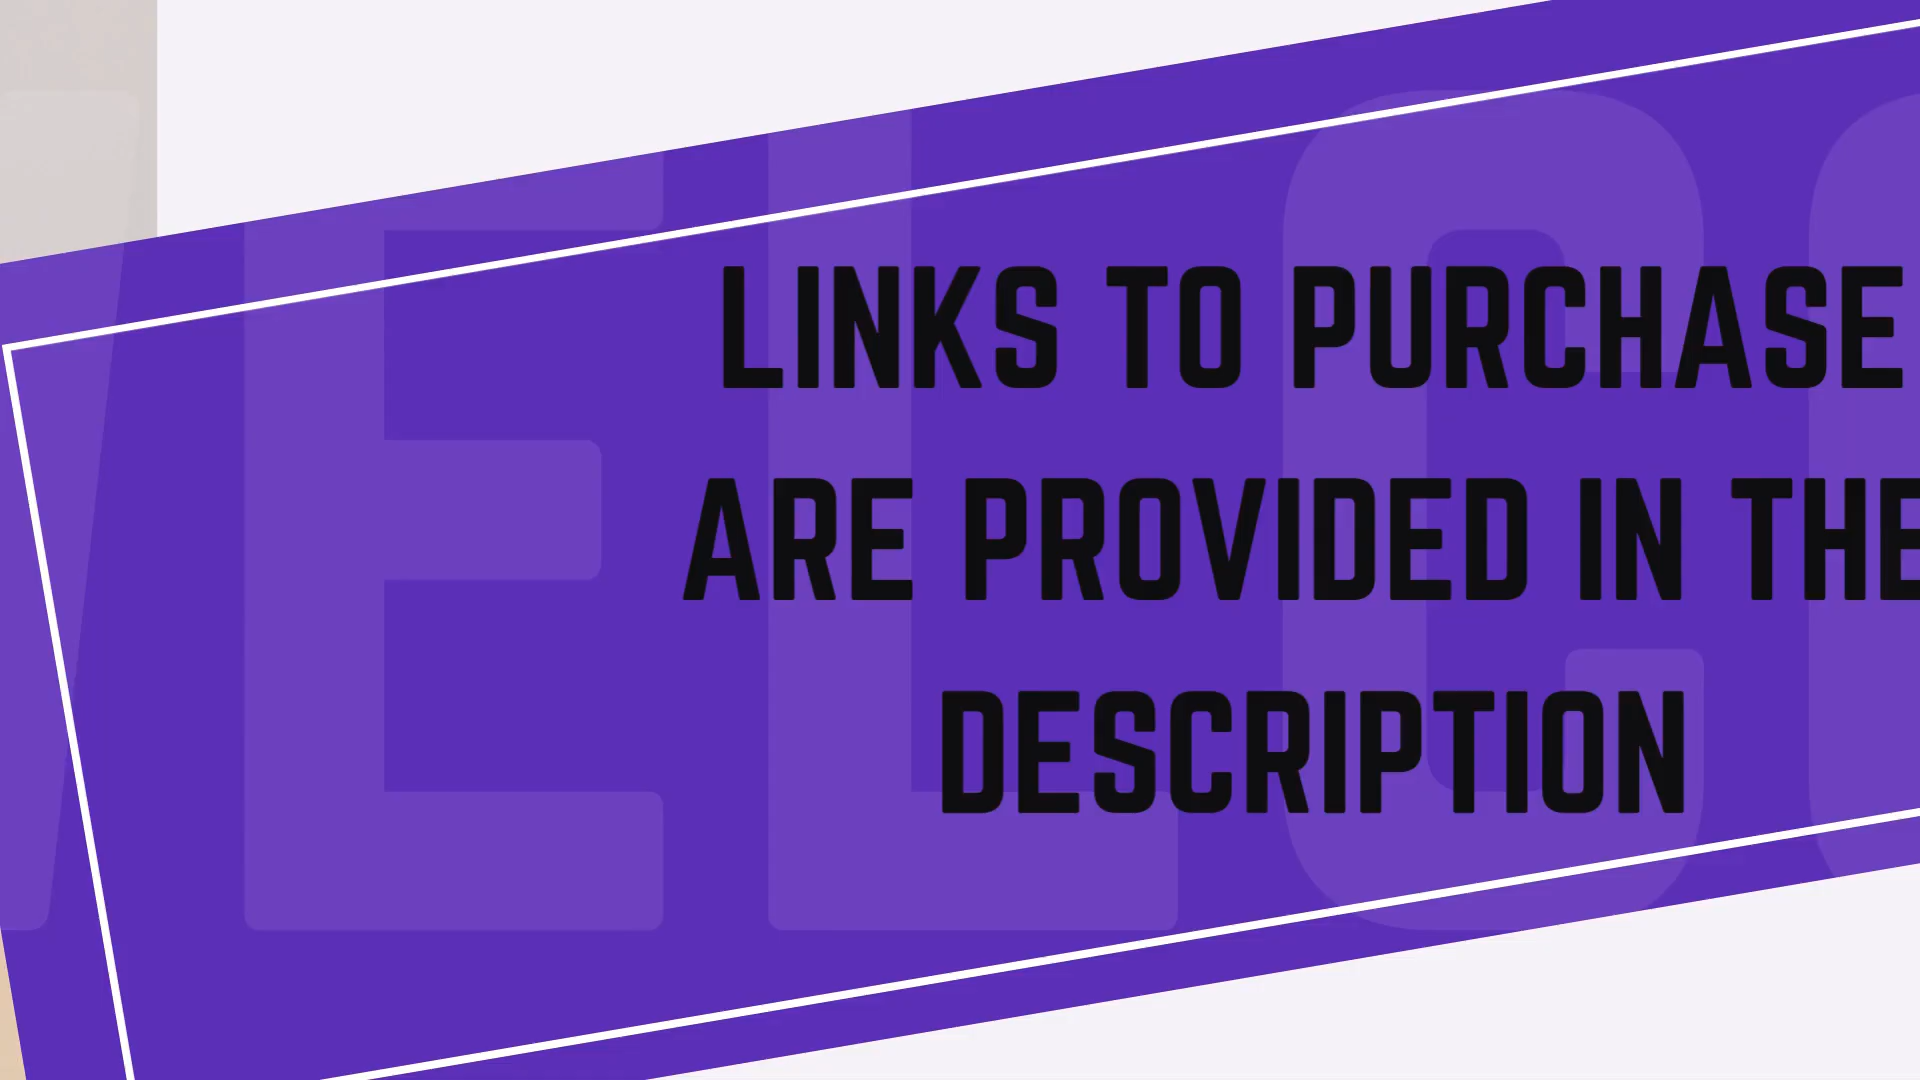 LINKS TO PURCHASE
ARE PROVIDED IN THE
DESCRIPTION